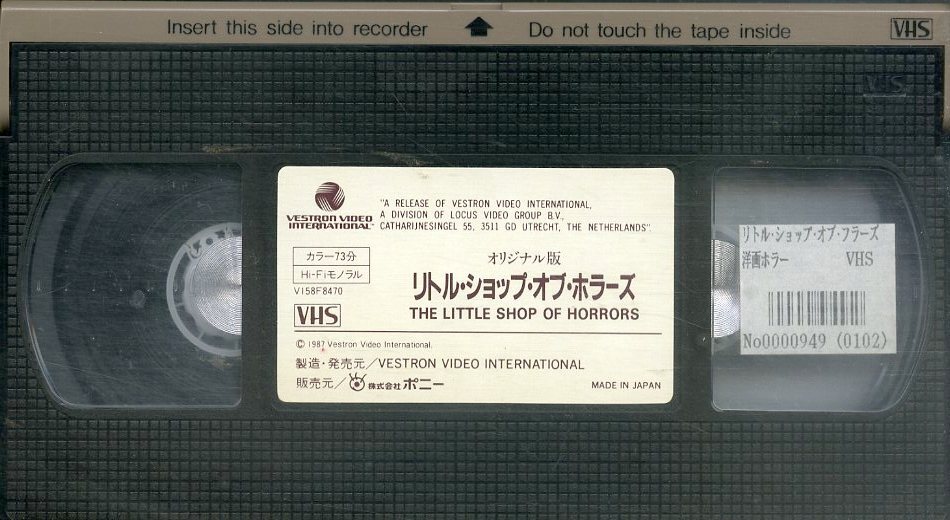 Insert this side into recorder
Do not touch the tape inside
VHS
VHS
VESTRON VIDEO
INTERNATIONAL
"A RELEASE OF VESTRON VIDEO INTERNATIONAL,
A DIVISION OF LOCUS VIDEO GROUP B.V.,
CATHARIJNESINGEL 55, 3511 GD UTRECHT, THE NETHERLANDS"
カラー73分
Hi-Fiモノラル
V158F8470
VHS
オリジナル版
リトル・ショップ・オブ・ホラーズ
THE LITTLE SHOP OF HORRORS
© 1987 Vestron Video International.
製造・発売元/VESTRON VIDEO INTERNATIONAL
販売元/株式会社ポニー
MADE IN JAPAN
リトル・ショップ・オブ・フラーズ
洋画ホラー VHS
No0000949 (0102)